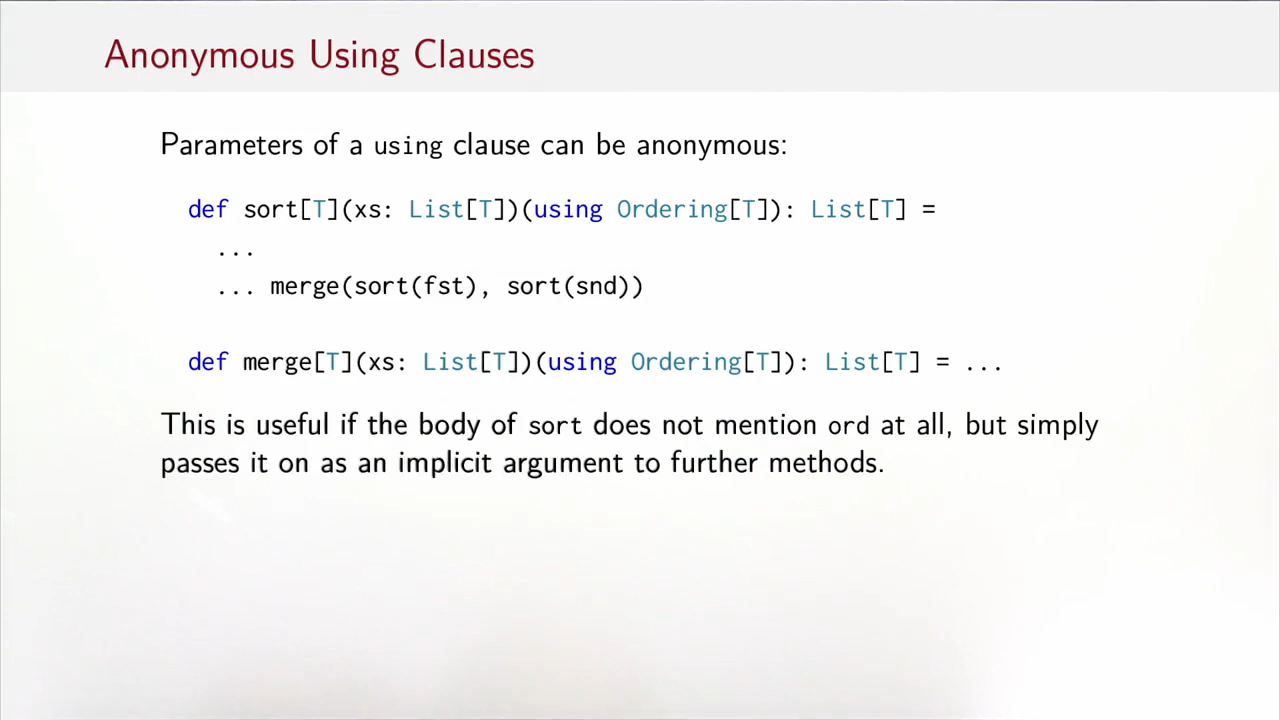 Anonymous Using Clauses
Parameters of a using clause can be anonymous:
def sort[T](xs: List[T])(using Ordering[T]): List[T] =
...
... merge(sort(fst), sort(snd))
def merge[T](xs: List[T])(using Ordering[T]): List[T] = ...
This is useful if the body of sort does not mention ord at all, but simply
passes it on as an implicit argument to further methods.